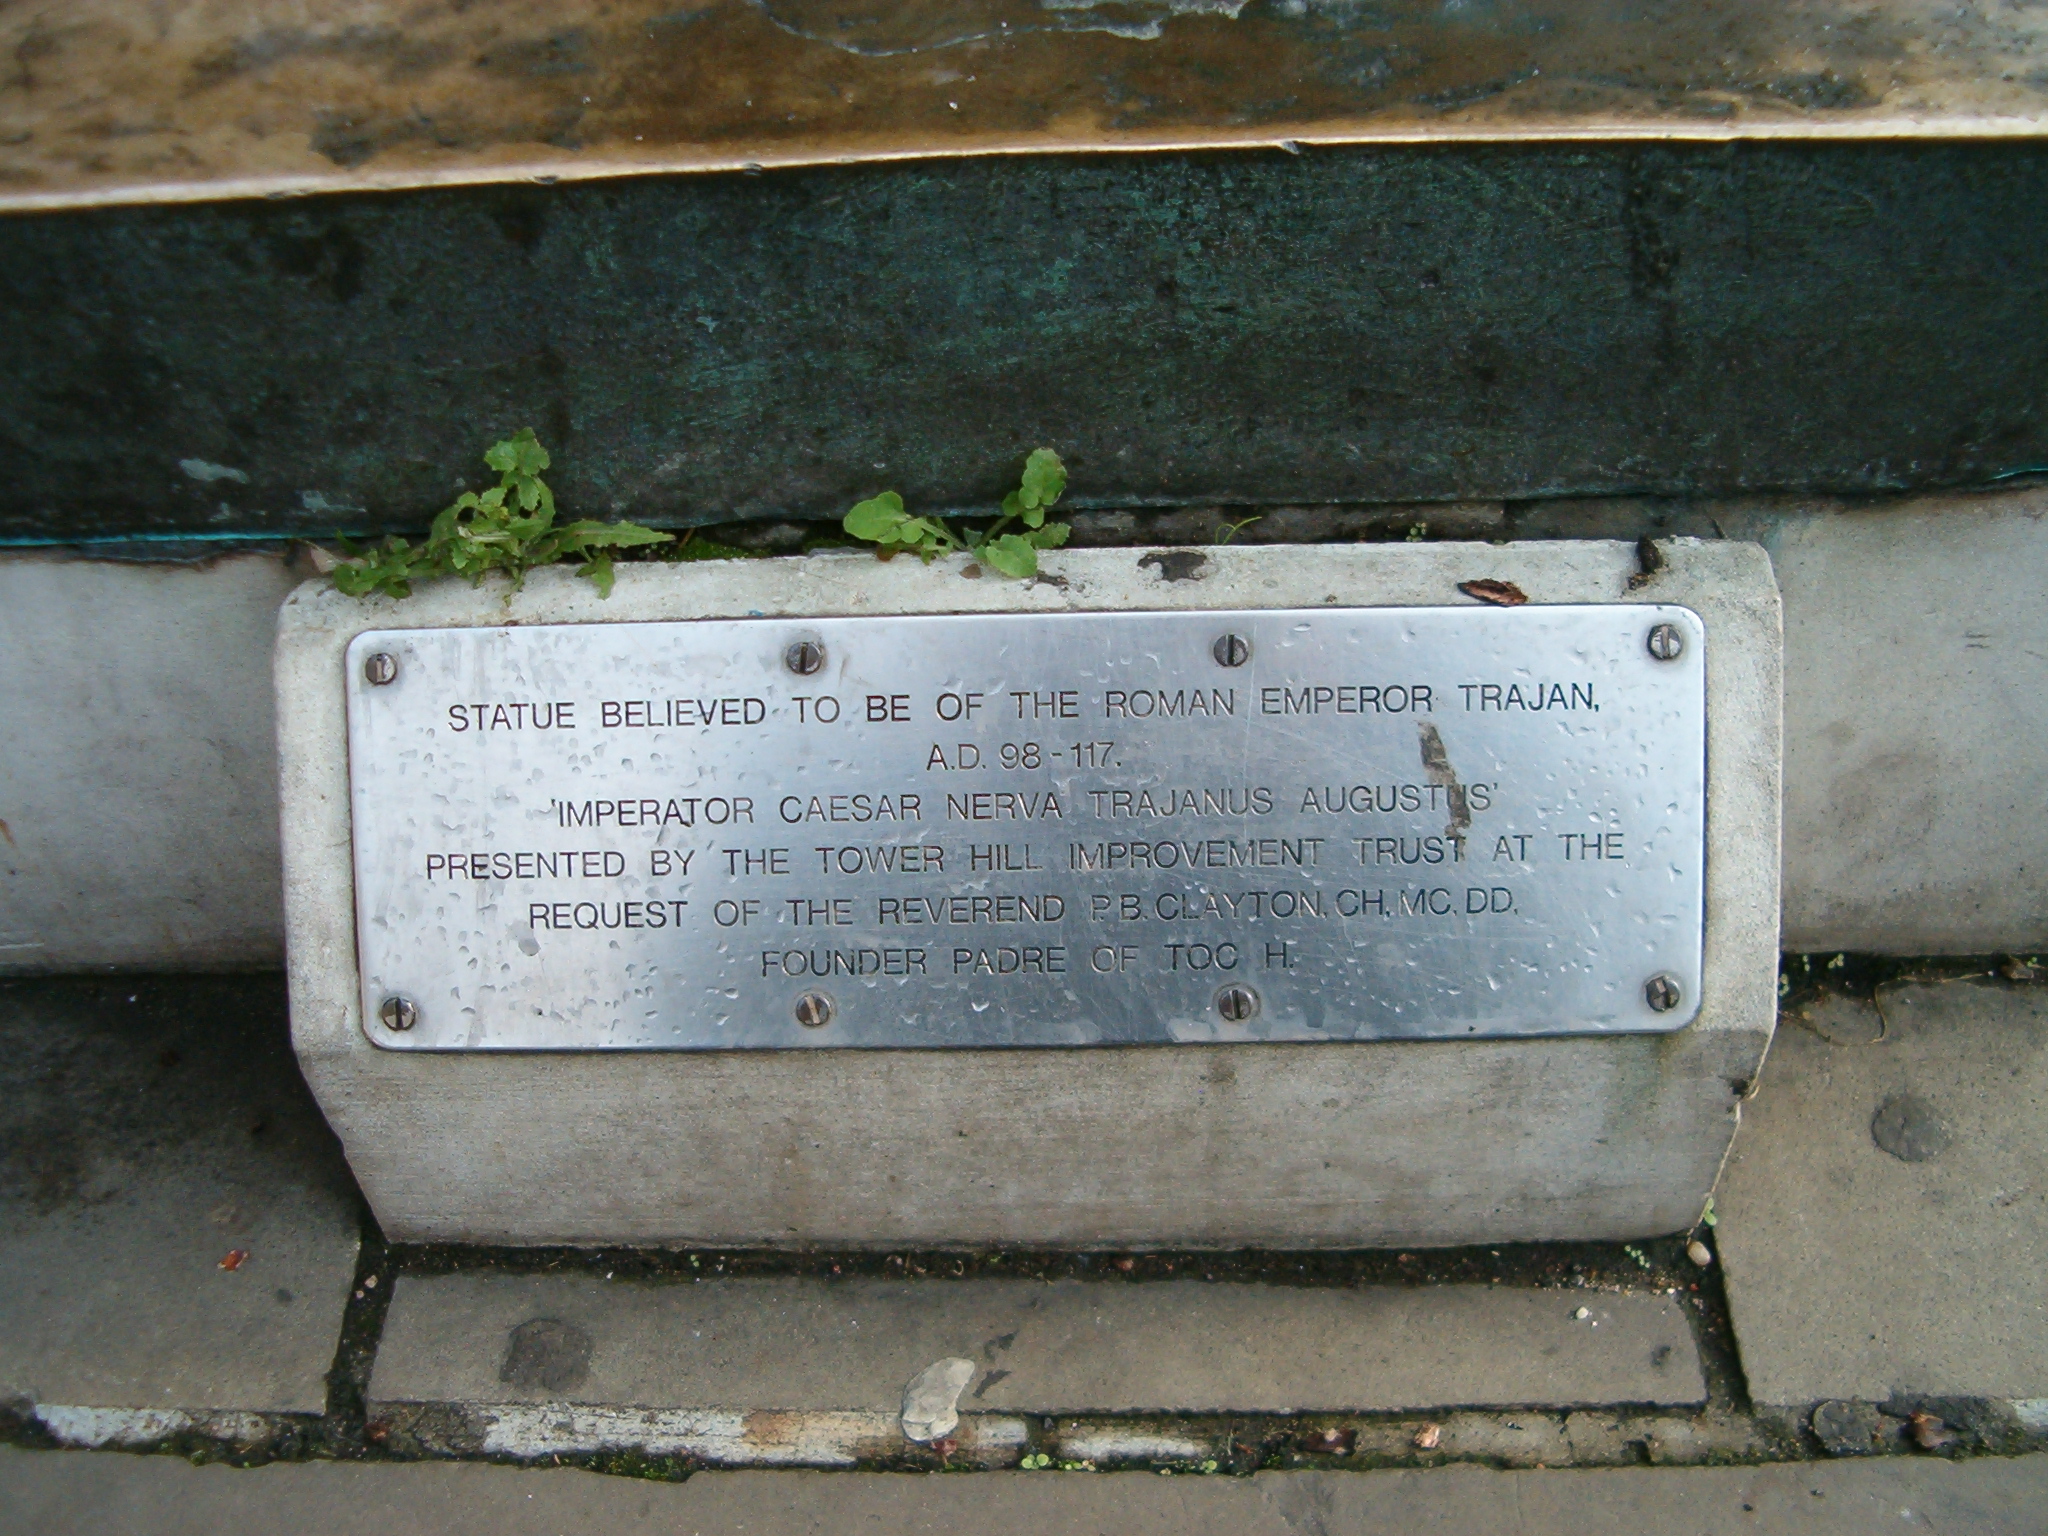 STATUE BELIEVED TO BE OF THE ROMAN EMPEROR TRAJAN,
A.D. 98-117.
'IMPERATOR CAESAR NERVA TRAJANUS AUGUSTUS'
PRESENTED BY THE TOWER HILL IMPROVEMENT TRUST AT THE
REQUEST OF THE REVEREND P.B. CLAYTON, CH, MC, DD.
FOUNDER PADRE OF TOC H.